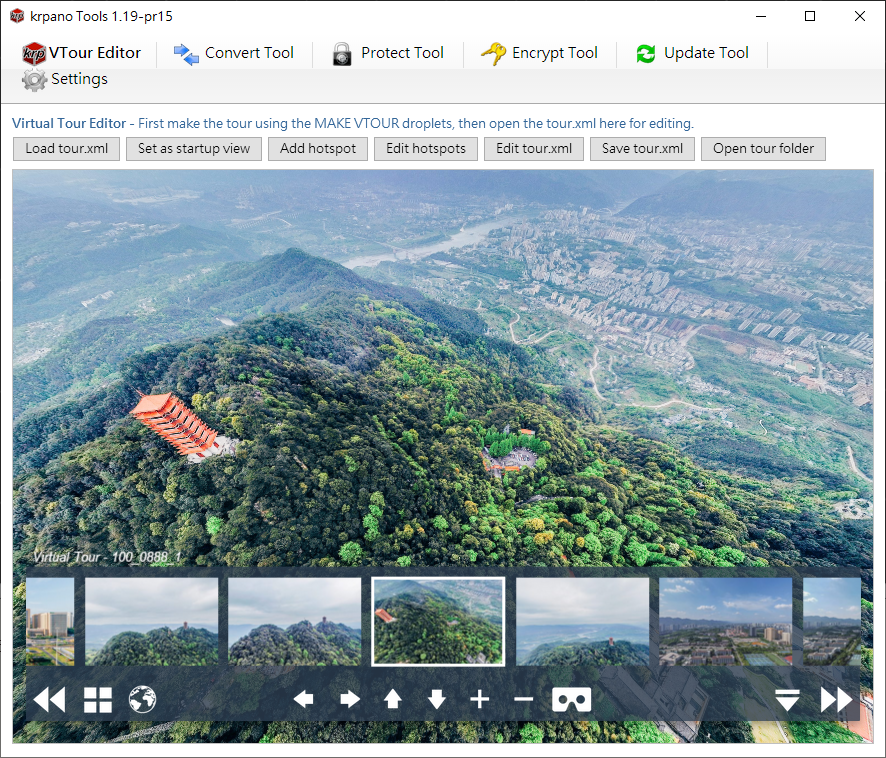 krpano Tools 1.19-pr15
krp VTour Editor Convert Tool Protect Tool Encrypt Tool Update Tool
Settings
Virtual Tour Editor - First make the tour using the MAKE VTOUR droplets, then open the tour.xml here for editing.
Load tour.xml Set as startup view Add hotspot Edit hotspots Edit tour.xml Save tour.xml Open tour folder
Virtual Tour - 100_0888_1